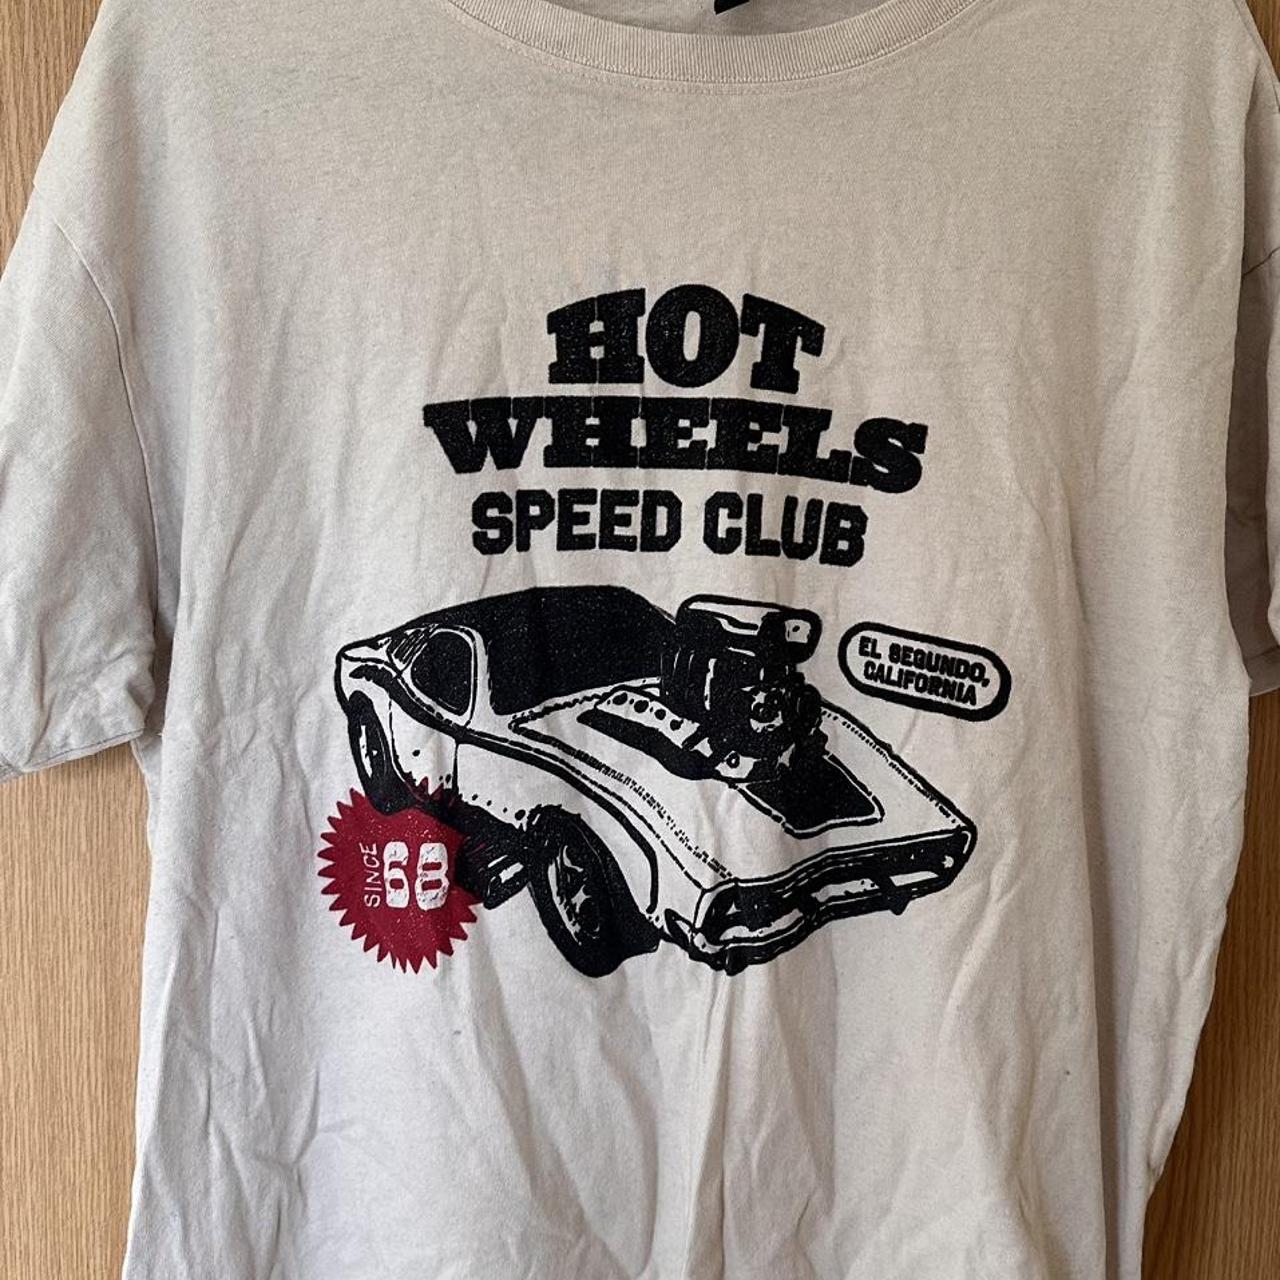 HOT
WHEELS
SPEED CLUB
EL SEGUNDO,
CALIFORNIA
SINCE
68